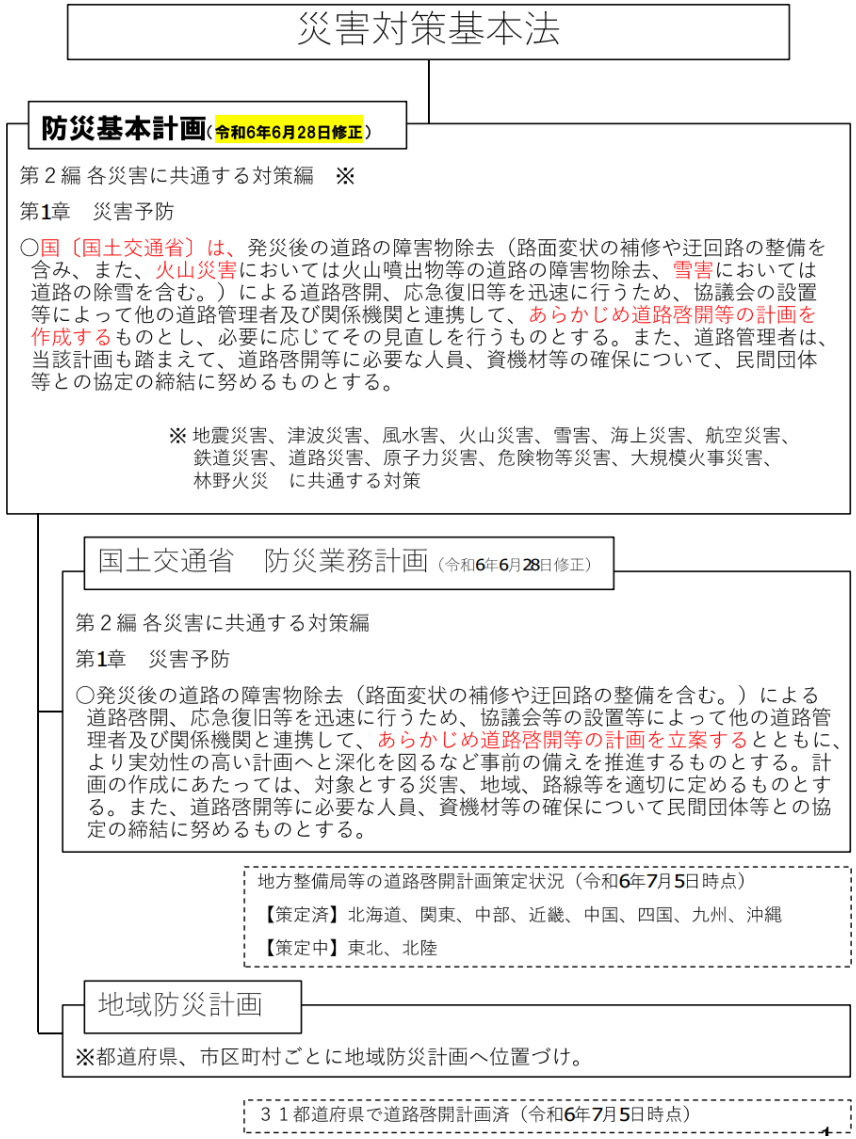 災害対策基本法
防災基本計画（令和6年6月28日修正）
第２編 各災害に共通する対策編　※
第1章　災害予防
○国〔国土交通省〕は、発災後の道路の障害物除去（路面変状の補修や迂回路の整備を
含み、また、火山災害においては火山噴出物等の道路の障害物除去、雪害においては
道路の除雪を含む。）による道路啓開、応急復旧等を迅速に行うため、協議会の設置
等によって他の道路管理者及び関係機関と連携して、あらかじめ道路啓開等の計画を
作成するものとし、必要に応じてその見直しを行うものとする。また、道路管理者は、
当該計画も踏まえて、道路啓開等に必要な人員、資機材等の確保について、民間団体
等との協定の締結に努めるものとする。
※ 地震災害、津波災害、風水害、火山災害、雪害、海上災害、航空災害、
鉄道災害、道路災害、原子力災害、危険物等災害、大規模火事災害、
林野火災　に共通する対策
国土交通省　防災業務計画（令和6年6月28日修正）
第２編 各災害に共通する対策編
第1章　災害予防
○発災後の道路の障害物除去（路面変状の補修や迂回路の整備を含む。）による
道路啓開、応急復旧等を迅速に行うため、協議会等の設置等によって他の道路管
理者及び関係機関と連携して、あらかじめ道路啓開等の計画を立案するとともに、
より実効性の高い計画へと深化を図るなど事前の備えを推進するものとする。計
画の作成にあたっては、対象とする災害、地域、路線等を適切に定めるものとす
る。また、道路啓開等に必要な人員、資機材等の確保について民間団体等との協
定の締結に努めるものとする。
地方整備局等の道路啓開計画策定状況（令和6年7月5日時点）
【策定済】北海道、関東、中部、近畿、中国、四国、九州、沖縄
【策定中】東北、北陸
地域防災計画
※都道府県、市区町村ごとに地域防災計画へ位置づけ。
３１都道府県で道路啓開計画済（令和6年7月5日時点）
1